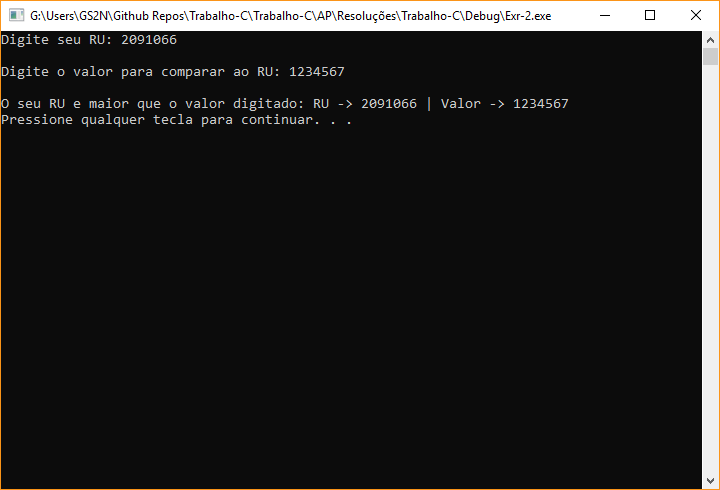 G:\Users\GS2N\Github Repos\Trabalho-C\Trabalho-C\AP\Resoluções\Trabalho-C\Debug\Exr-2.exe
Digite seu RU: 2091066
Digite o valor para comparar ao RU: 1234567
O seu RU e maior que o valor digitado: RU -> 2091066 | Valor -> 1234567
Pressione qualquer tecla para continuar. . .